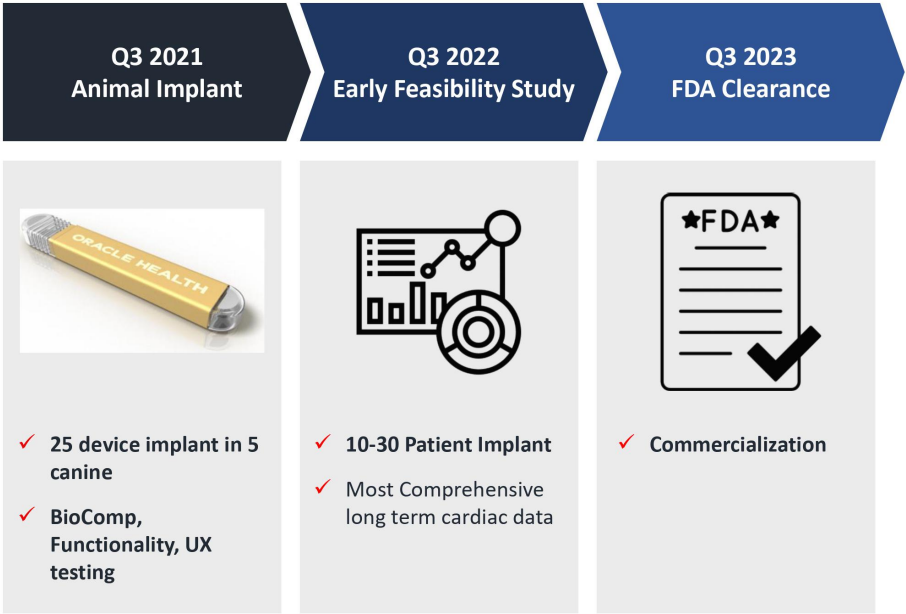 Q3 2021
Animal Implant
Q3 2022
Early Feasibility Study
Q3 2023
FDA Clearance
ORACLE HEALTH
FDA
25 device implant in 5
canine
BioComp,
Functionality, UX
testing
10-30 Patient Implant
Most Comprehensive
long term cardiac data
Commercialization